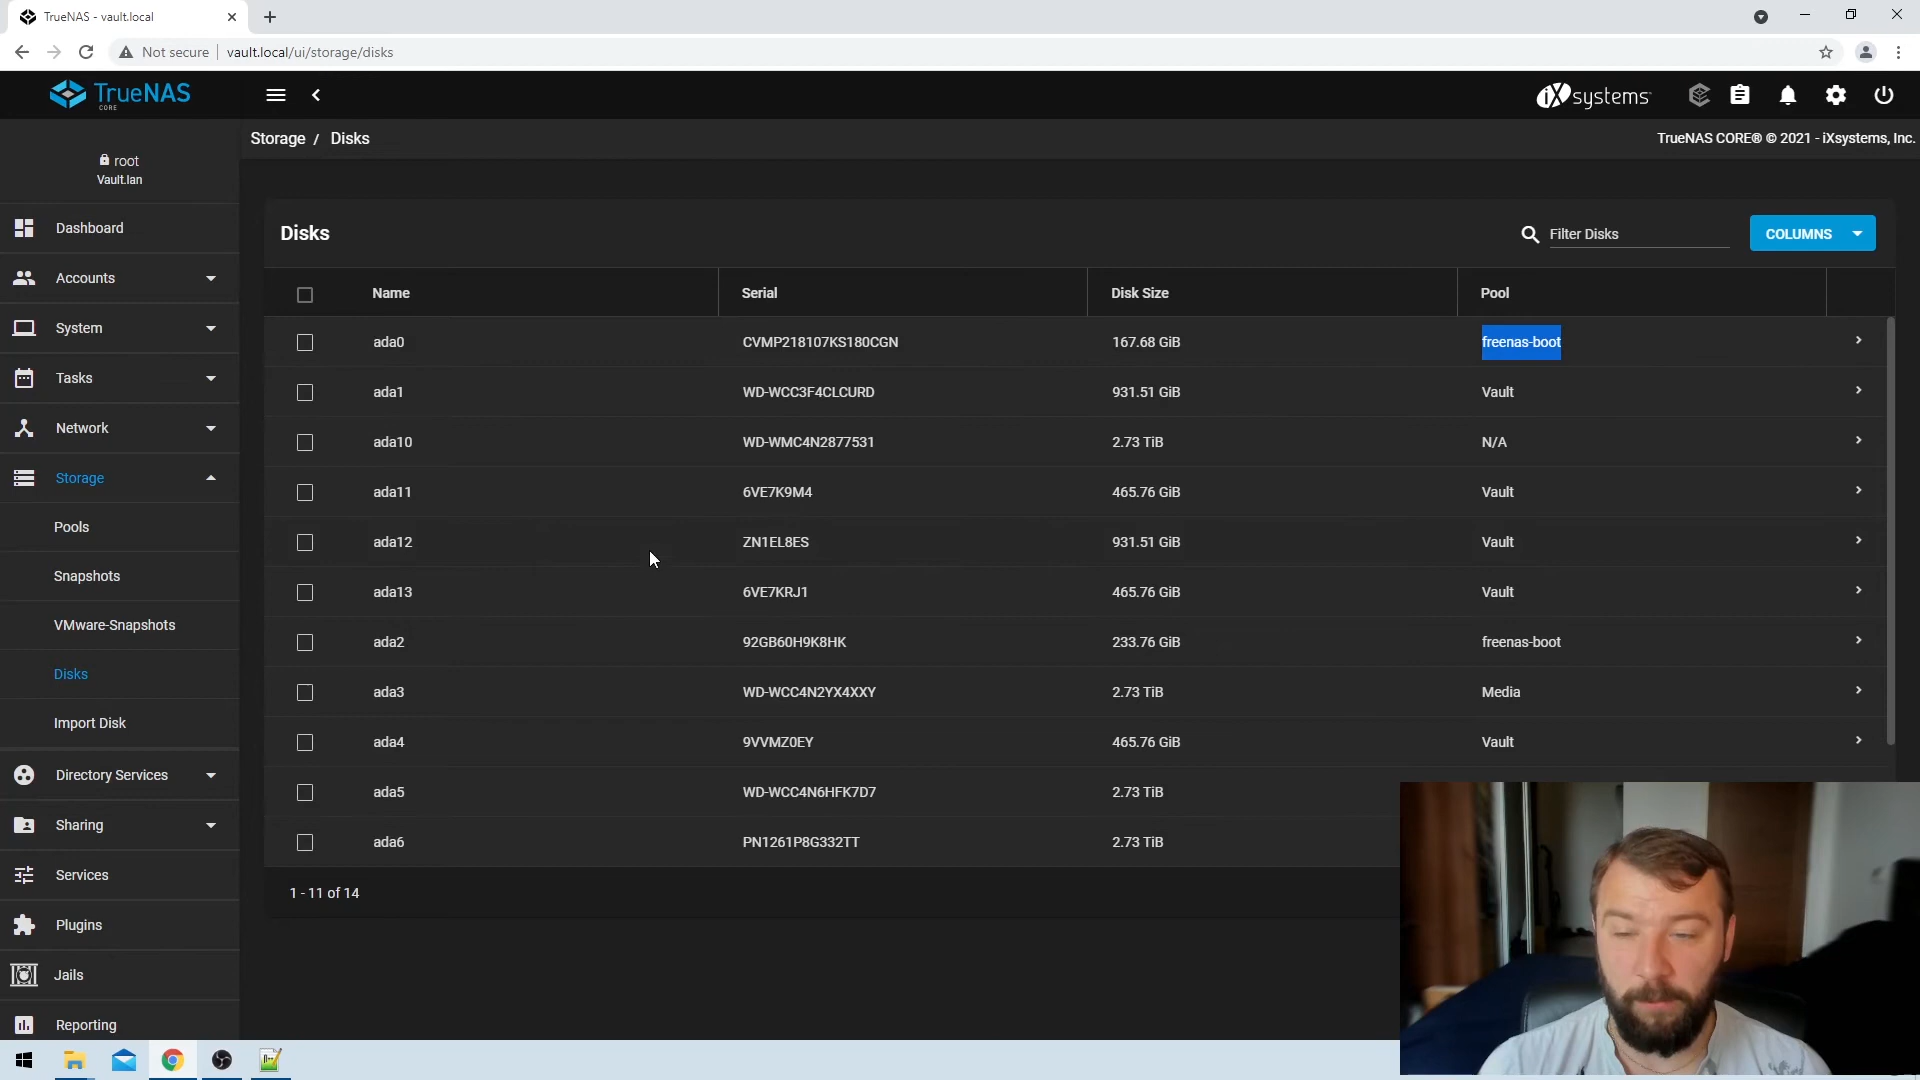 TrueNAS - vault.local
Not secure
vault.local/ui/storage/disks
TrueNAS
CORE
iXsystems
Storage / Disks
TrueNAS CORE® © 2021 - iXsystems, Inc.
root
Vault.lan
Dashboard
Accounts
System
Tasks
Network
Storage
Pools
Snapshots
VMware-Snapshots
Disks
Import Disk
Directory Services
Sharing
Services
Plugins
Jails
Reporting
Disks
Filter Disks
COLUMNS
Name Serial Disk Size Pool
ada0 CVMP218107KS180CGN 167.68 GiB freenas-boot
ada1 WD-WCC3F4CLCURD 931.51 GiB Vault
ada10 WD-WMC4N2877531 2.73 TiB N/A
ada11 6VE7K9M4 465.76 GiB Vault
ada12 ZN1EL8ES 931.51 GiB Vault
ada13 6VE7KRJ1 465.76 GiB Vault
ada2 92GB60H9K8HK 233.76 GiB freenas-boot
ada3 WD-WCC4N2YX4XXY 2.73 TiB Media
ada4 9VVMZ0EY 465.76 GiB Vault
ada5 WD-WCC4N6HFK7D7 2.73 TiB
ada6 PN1261P8G332TT 2.73 TiB
1 - 11 of 14